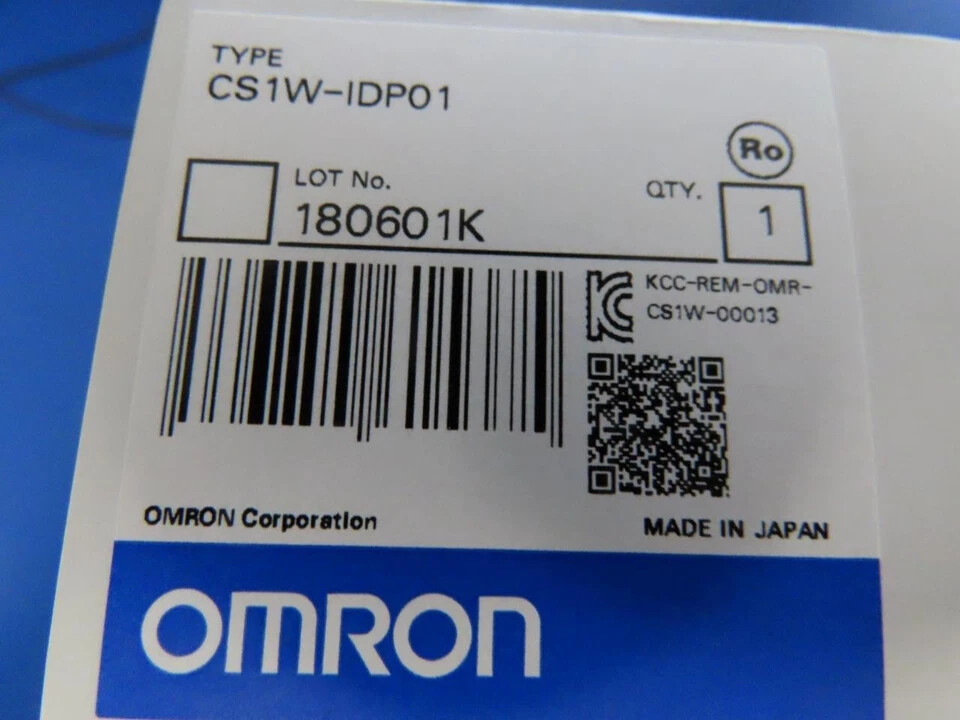 TYPE
CS1W-IDP01
Ro
LOT No.
180601K
QTY.
1
KCC-REM-OMR-
CS1W-00013
OMRON Corporation
MADE IN JAPAN
OMRON